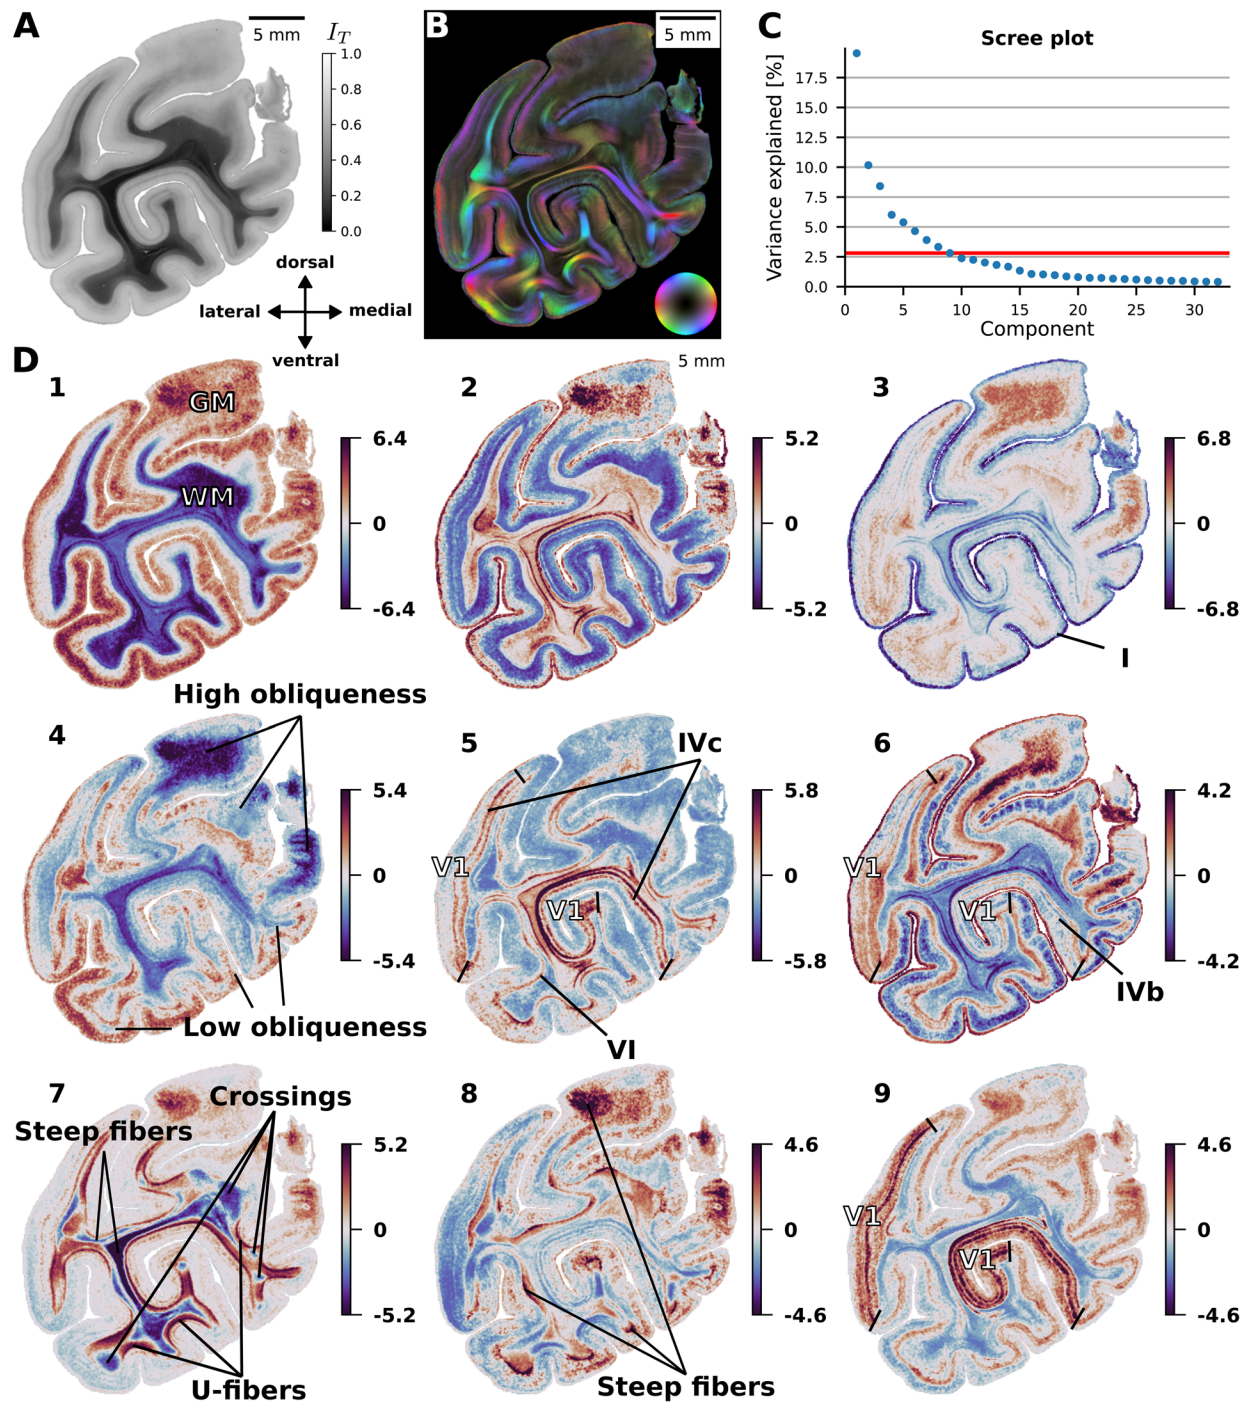 A
5 mm
I_T
1.0
0.8
0.6
0.4
0.2
0.0
dorsal
lateral
medial
ventral
B
5 mm
C
Scree plot
Variance explained [%]
17.5
15.0
12.5
10.0
7.5
5.0
2.5
0.0
0 5 10 15 20 25 30
Component
D
5 mm
1
GM
WM
6.4
0
-6.4
2
5.2
0
-5.2
3
6.8
0
-6.8
I
High obliqueness
4
5.4
0
-5.4
Low obliqueness
5
IVc
V1
V1
5.8
0
-5.8
VI
6
V1
V1
4.2
0
-4.2
IVb
7
Crossings
Steep fibers
5.2
0
-5.2
U-fibers
8
4.6
0
-4.6
Steep fibers
9
V1
V1
4.6
0
-4.6